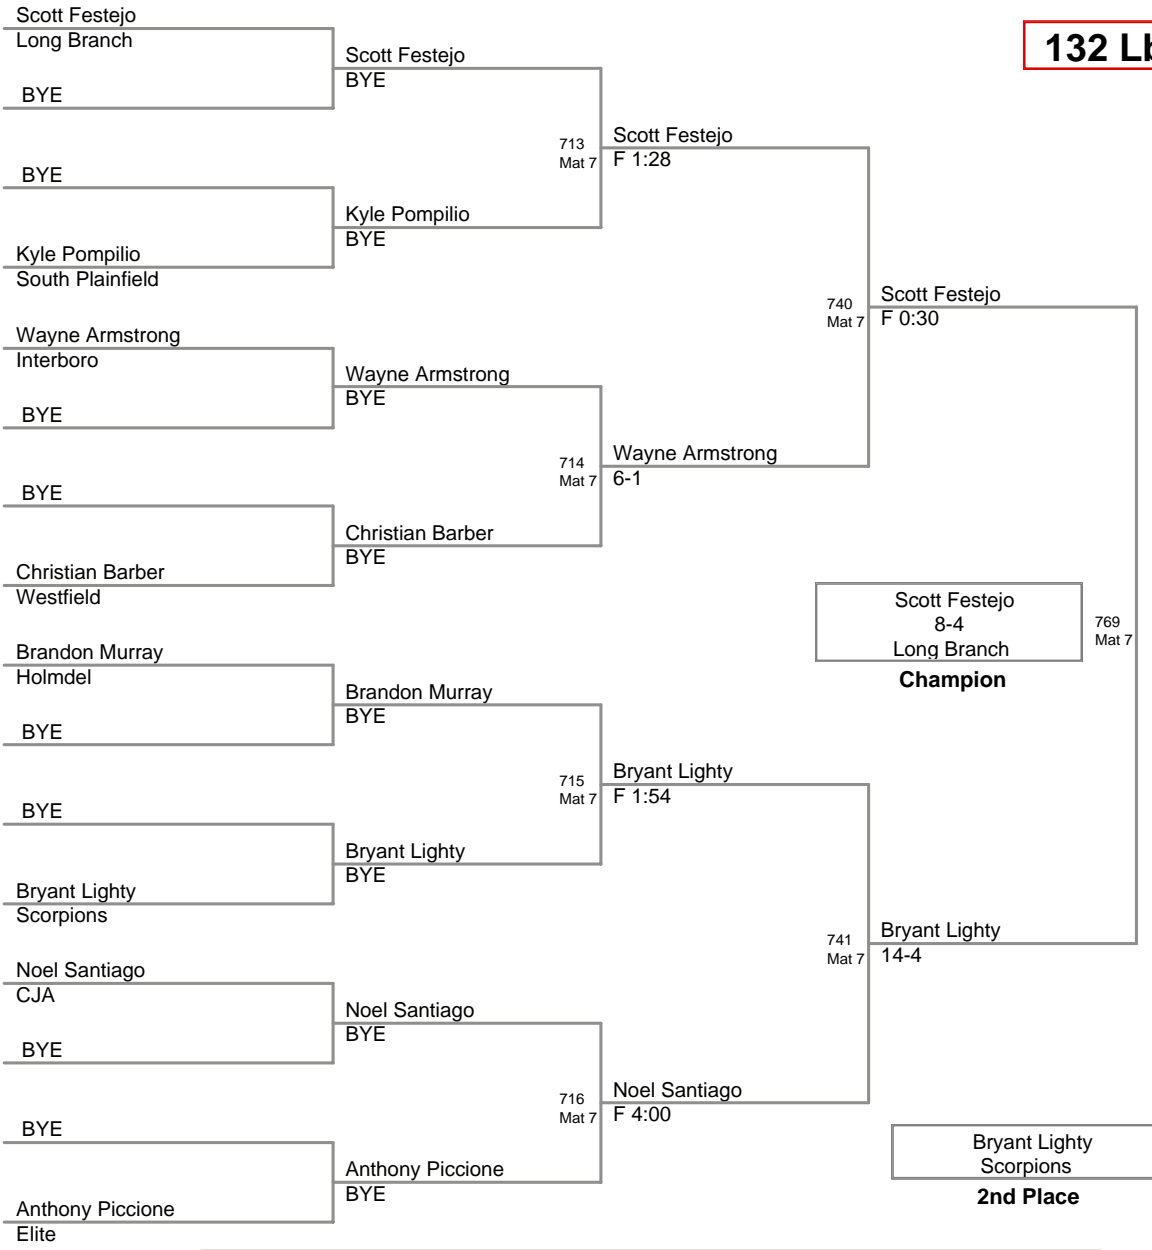 Scott Festejo
Long Branch
BYE
BYE
Kyle Pompilio
South Plainfield
Wayne Armstrong
Interboro
BYE
BYE
Christian Barber
Westfield
Brandon Murray
Holmdel
BYE
BYE
Bryant Lighty
Scorpions
Noel Santiago
CJA
BYE
BYE
Anthony Piccione
Elite
Scott Festejo
BYE
Kyle Pompilio
BYE
Wayne Armstrong
BYE
Christian Barber
BYE
Brandon Murray
BYE
Bryant Lighty
BYE
Noel Santiago
BYE
Anthony Piccione
BYE
713
Mat 7
Scott Festejo
F 1:28
714
Mat 7
Wayne Armstrong
6-1
715
Mat 7
Bryant Lighty
F 1:54
716
Mat 7
Noel Santiago
F 4:00
740
Mat 7
Scott Festejo
F 0:30
741
Mat 7
Bryant Lighty
14-4
132 Lb
Scott Festejo
8-4
Long Branch
Champion
769
Mat 7
Bryant Lighty
Scorpions
2nd Place